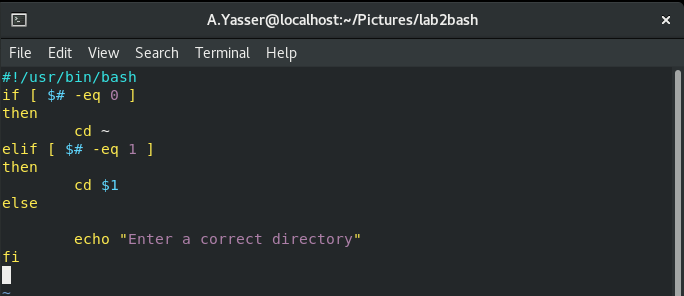 A.Yasser@localhost:~/Pictures/lab2bash
File Edit View Search Terminal Help
#!/usr/bin/bash
if [ $# -eq 0 ]
then
        cd ~
elif [ $# -eq 1 ]
then
        cd $1
else

        echo "Enter a correct directory"
fi
~